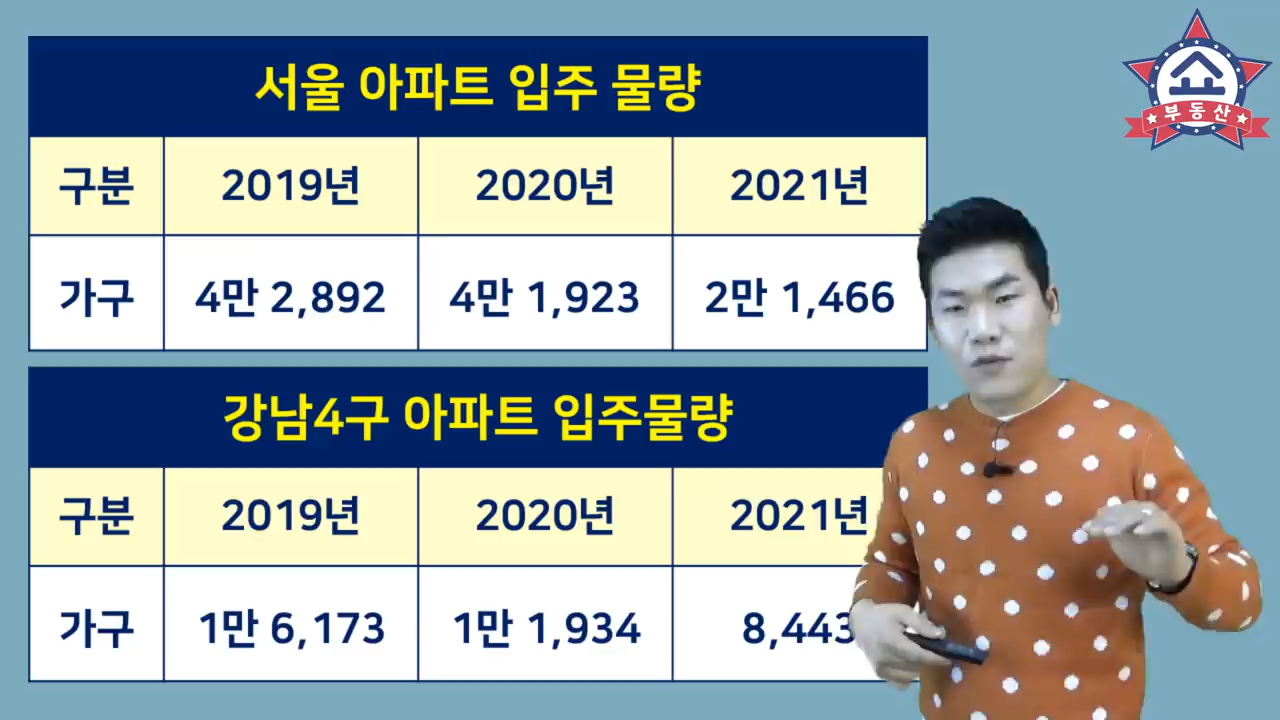 서울 아파트 입주 물량
구분 2019년 2020년 2021년
가구 4만 2,892 4만 1,923 2만 1,466
강남4구 아파트 입주물량
구분 2019년 2020년 2021년
가구 1만 6,173 1만 1,934 8,443
쇼
부동산